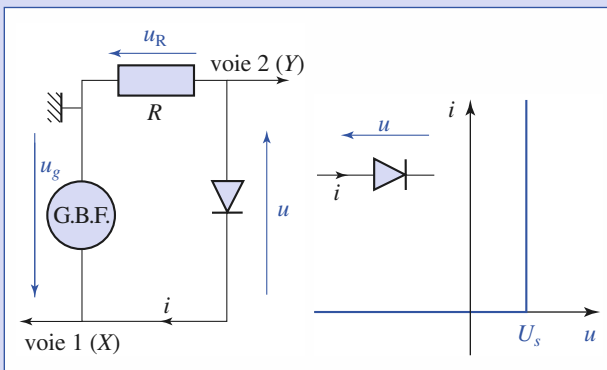 u_R
voie 2 (Y)
R
u_g
G.B.F.
u
i
voie 1 (X)
u
i
i
U_s
u